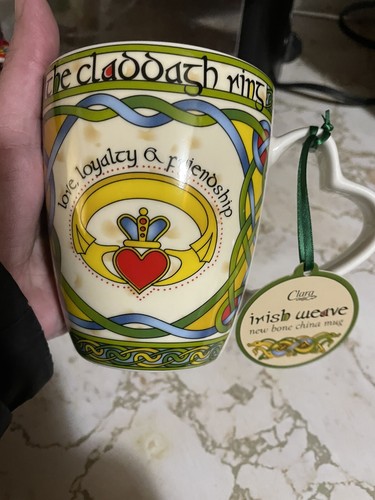 the claddagh ring
love, loyalty & friendship
Clara
irish weave
new bone china mug